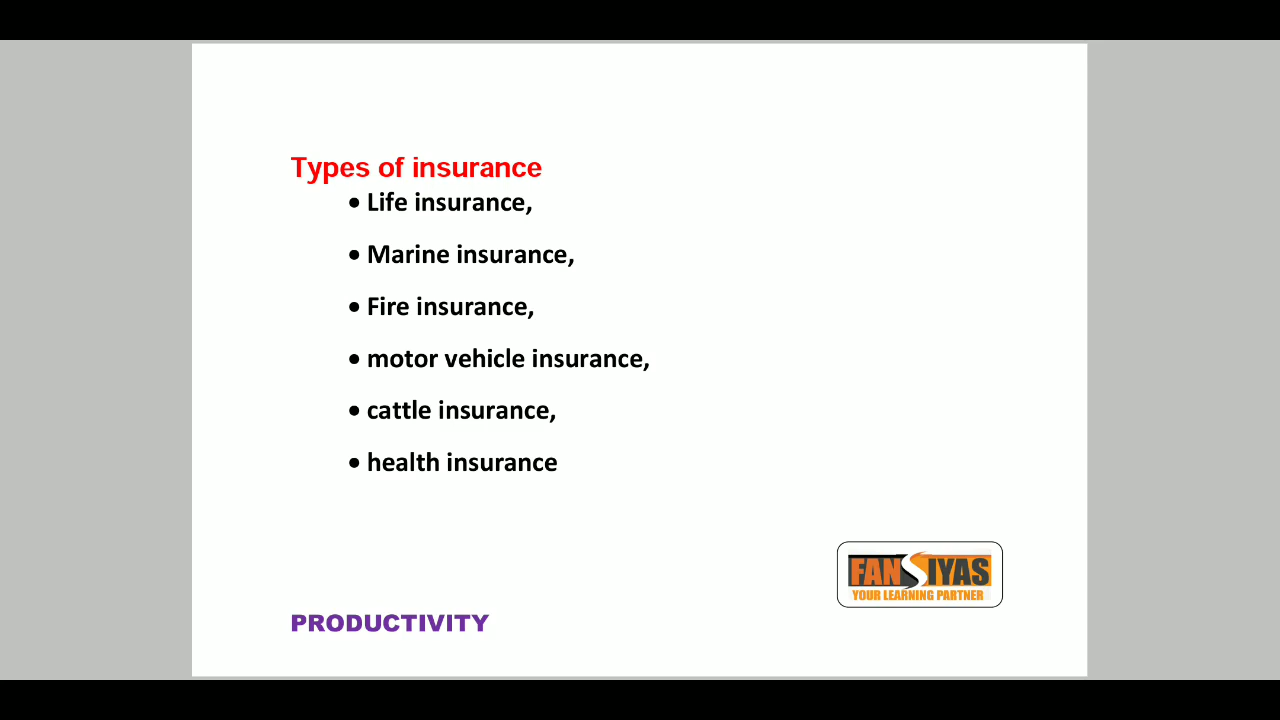 Types of insurance
• Life insurance,
• Marine insurance,
• Fire insurance,
• motor vehicle insurance,
• cattle insurance,
• health insurance
FANSIYAS
YOUR LEARNING PARTNER
PRODUCTIVITY